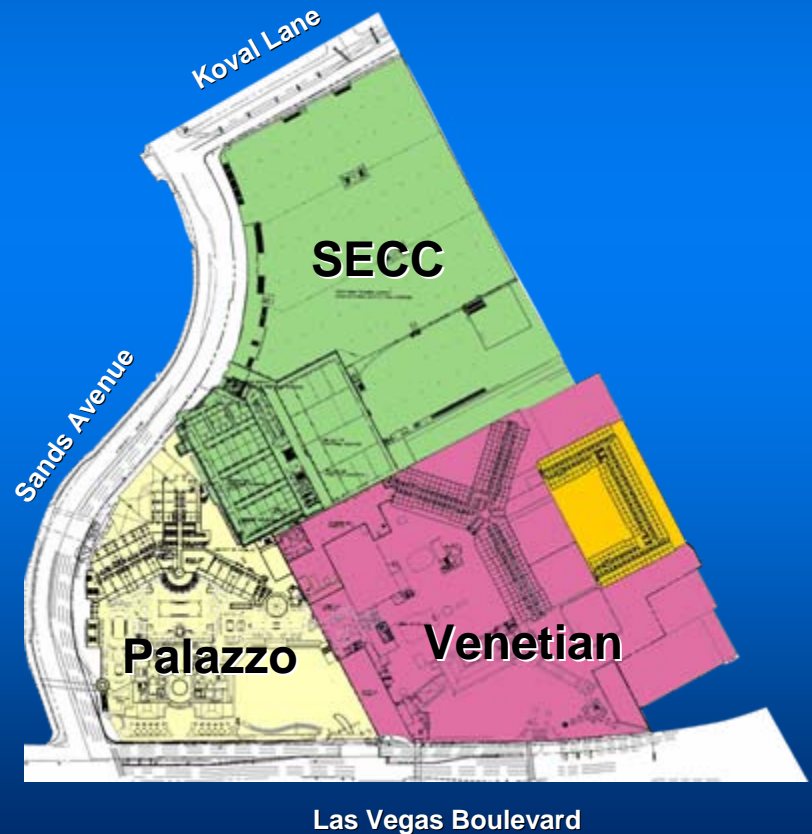 Koval Lane
SECC
Sands Avenue
Palazzo
Venetian
Las Vegas Boulevard